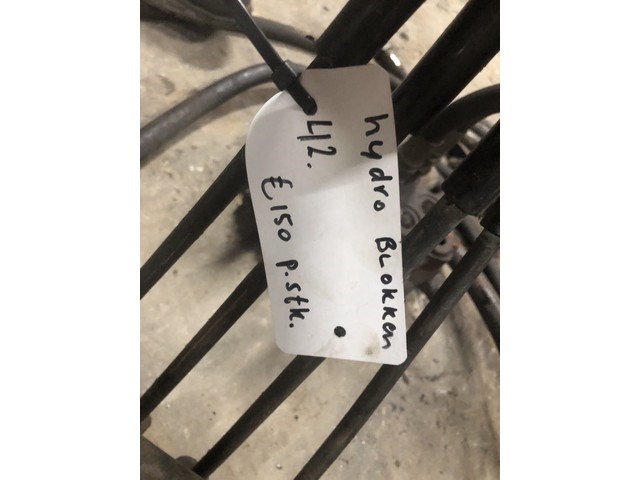 hydro BLokken
42.
€150 p.stk.